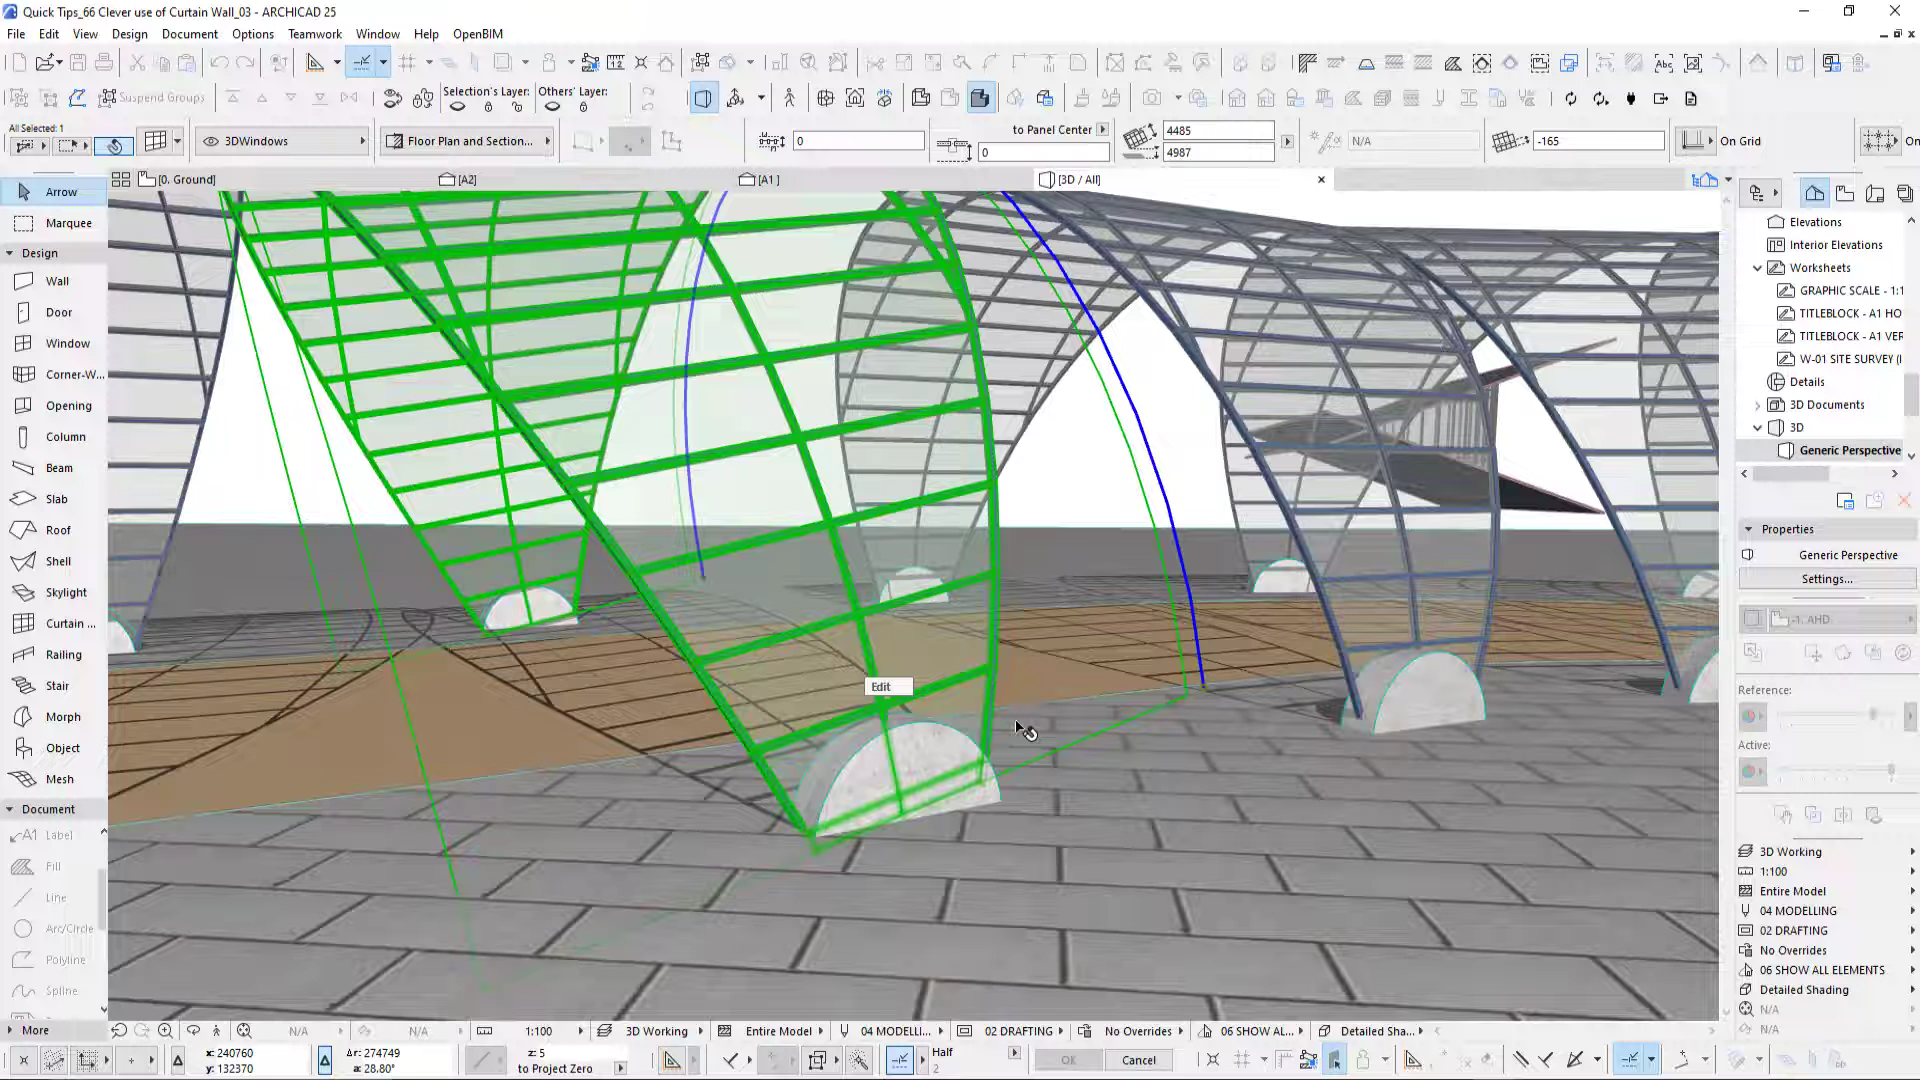 Quick Tips_66 Clever use of Curtain Wall_03 - ARCHICAD 25
File Edit View Design Document Options Teamwork Window Help OpenBIM
Suspend Groups
Selection's Layer:
Others' Layer:
All Selected: 1
3DWindows
Floor Plan and Section...
0
to Panel Center
0
4485
4987
N/A
-165
On Grid
On
[0. Ground]
[A2]
[A1 ]
[3D / All]
Arrow
Marquee
Design
Wall
Door
Window
Corner-W...
Opening
Column
Beam
Slab
Roof
Shell
Skylight
Curtain ...
Railing
Stair
Morph
Object
Mesh
Document
Label
Fill
Line
Arc/Circle
Polyline
Spline
More
Edit
Elevations
Interior Elevations
Worksheets
GRAPHIC SCALE - 1:1
TITLEBLOCK - A1 HO
TITLEBLOCK - A1 VER
W-01 SITE SURVEY (I
Details
3D Documents
3D
Generic Perspective
Properties
Generic Perspective
Settings...
-1. AHD
Reference:
Active:
3D Working
1:100
Entire Model
04 MODELLING
02 DRAFTING
No Overrides
06 SHOW ALL ELEMENTS
Detailed Shading
N/A
N/A
N/A N/A 1:100 3D Working Entire Model 04 MODELLI... 02 DRAFTING No Overrides 06 SHOW AL... Detailed Sha...
x: 240760
y: 132370
Δr: 274749
a: 28.80°
z: 5
to Project Zero
Half
2
OK
Cancel